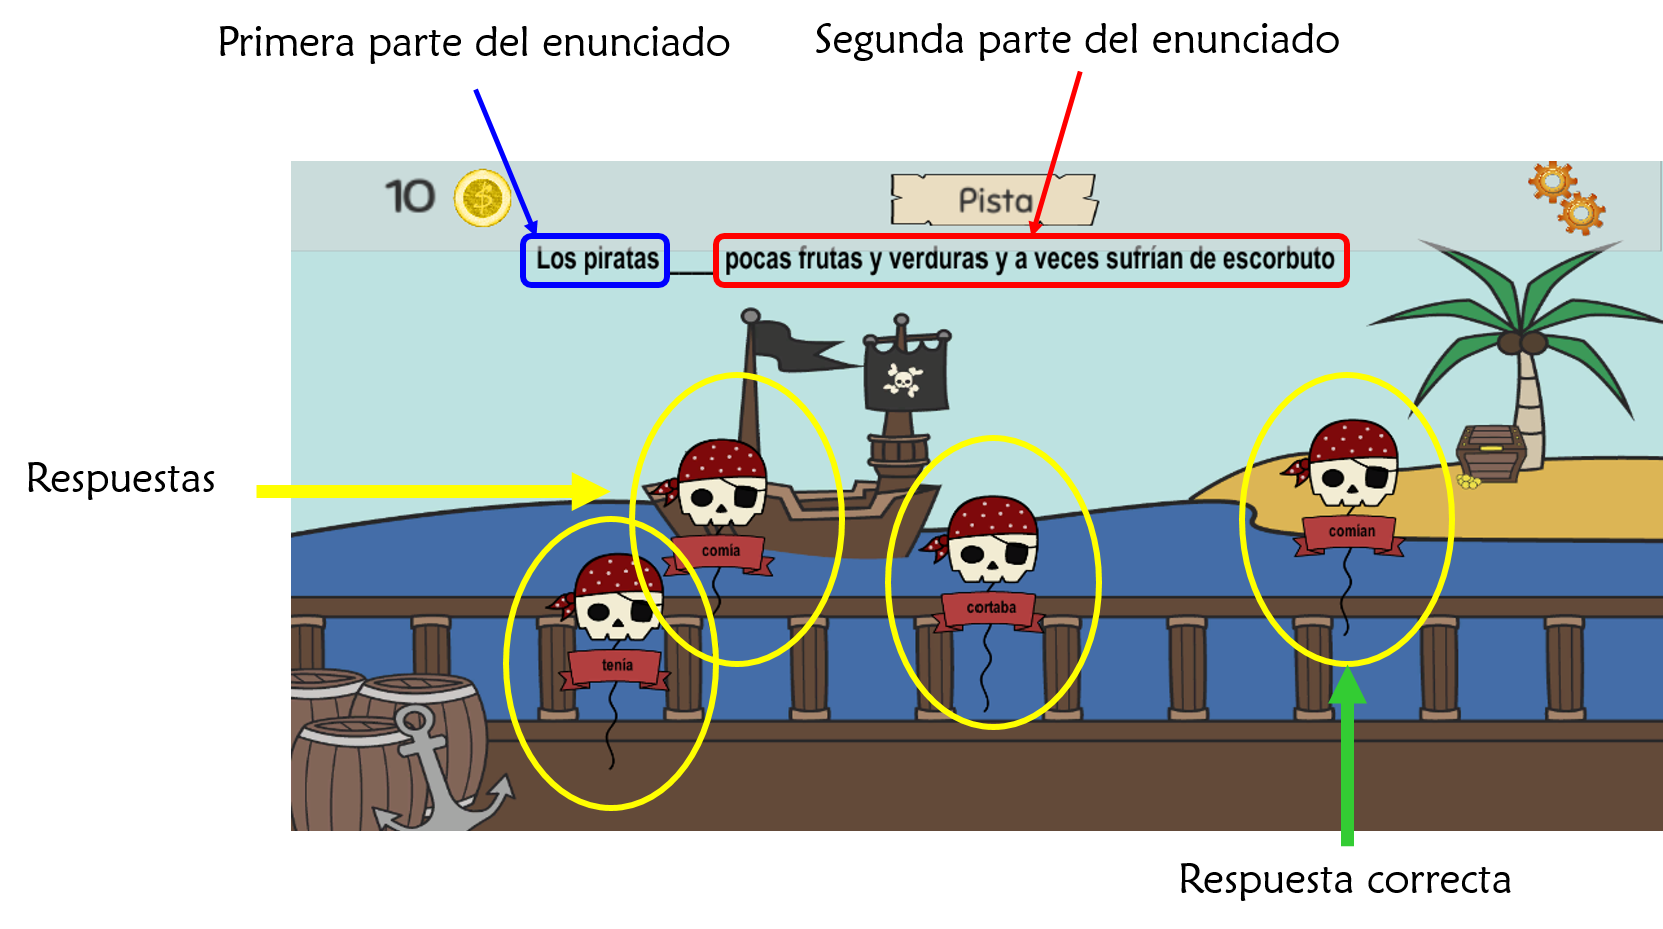 Primera parte del enunciado
Segunda parte del enunciado
10
Pista
Los piratas ____ pocas frutas y verduras y a veces sufrían de escorbuto
Respuestas
comía
comían
cortaba
tenía
Respuesta correcta